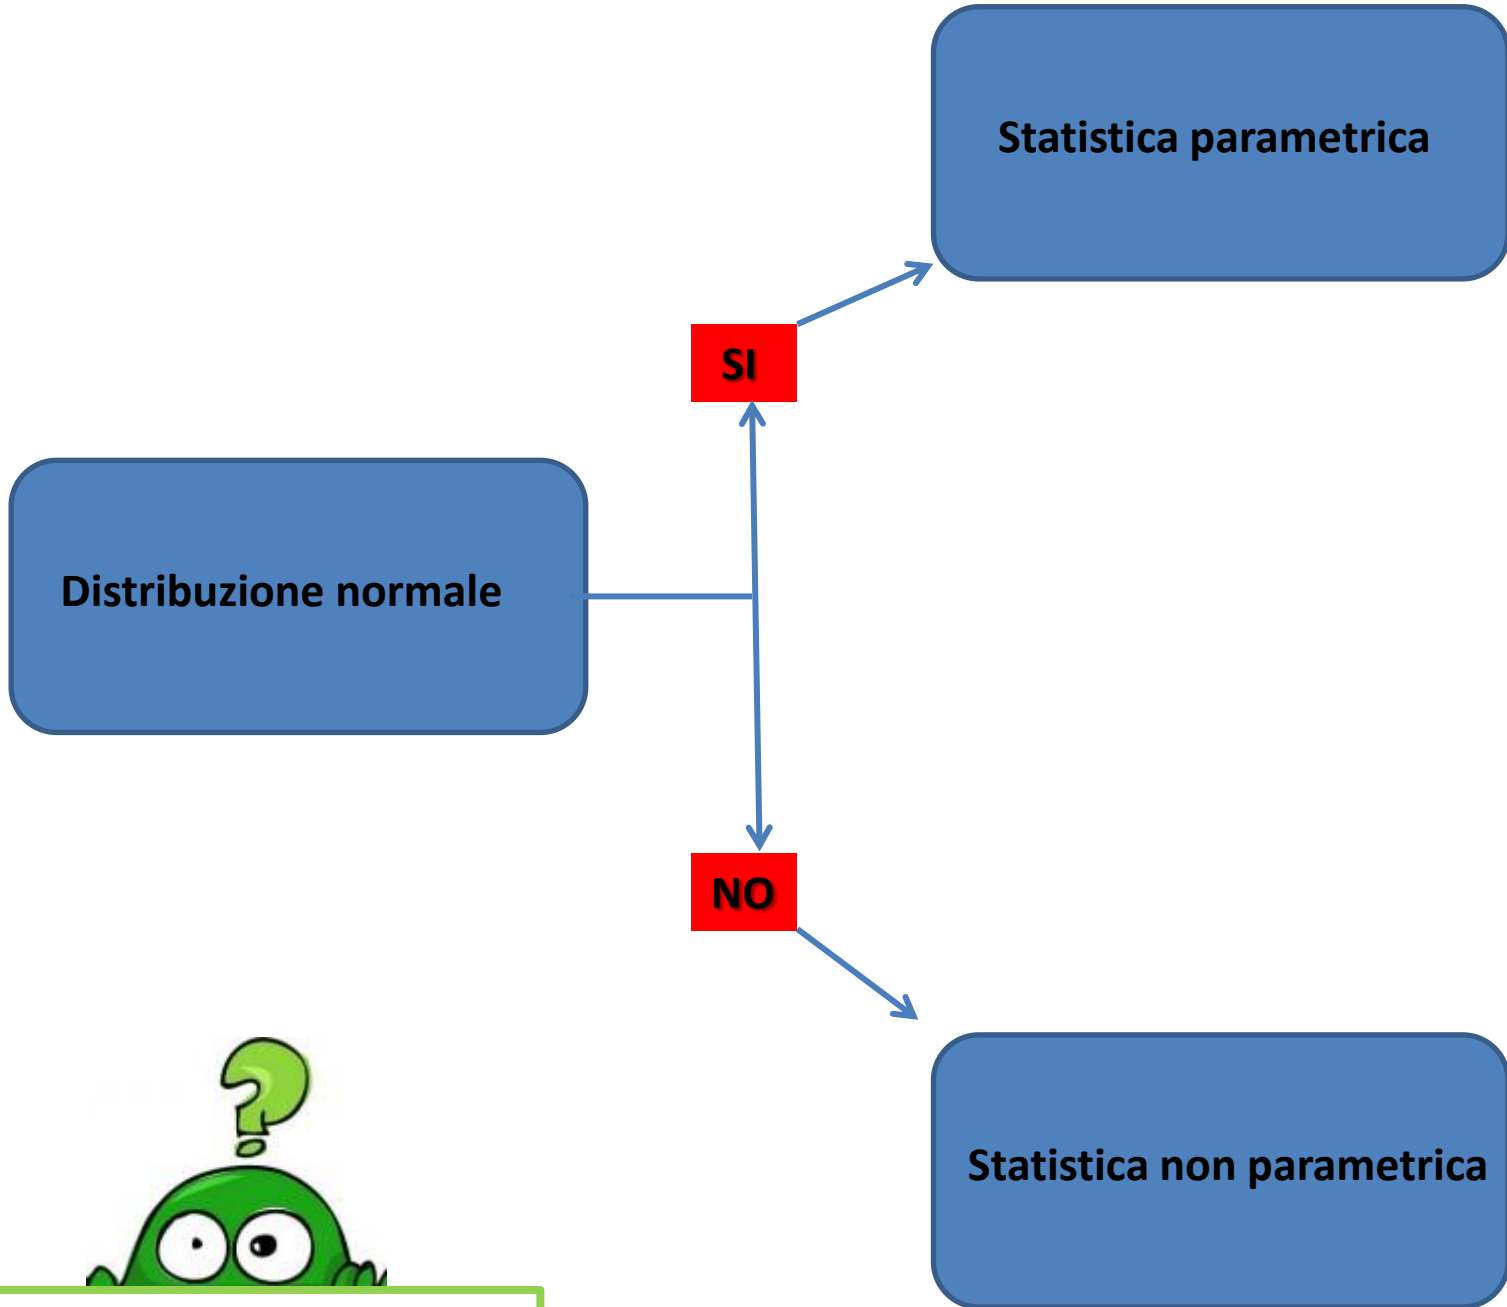 Statistica parametrica
SI
Distribuzione normale
NO
Statistica non parametrica